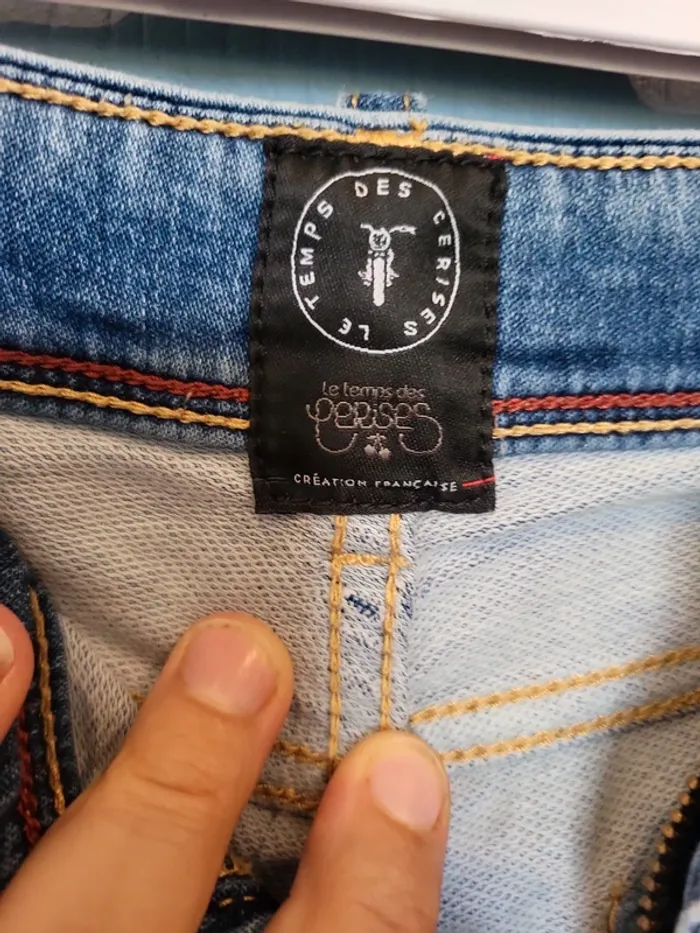 LE TEMPS DES CERISES
Le temps des
CERISES
CRÉATION FRANÇAISE